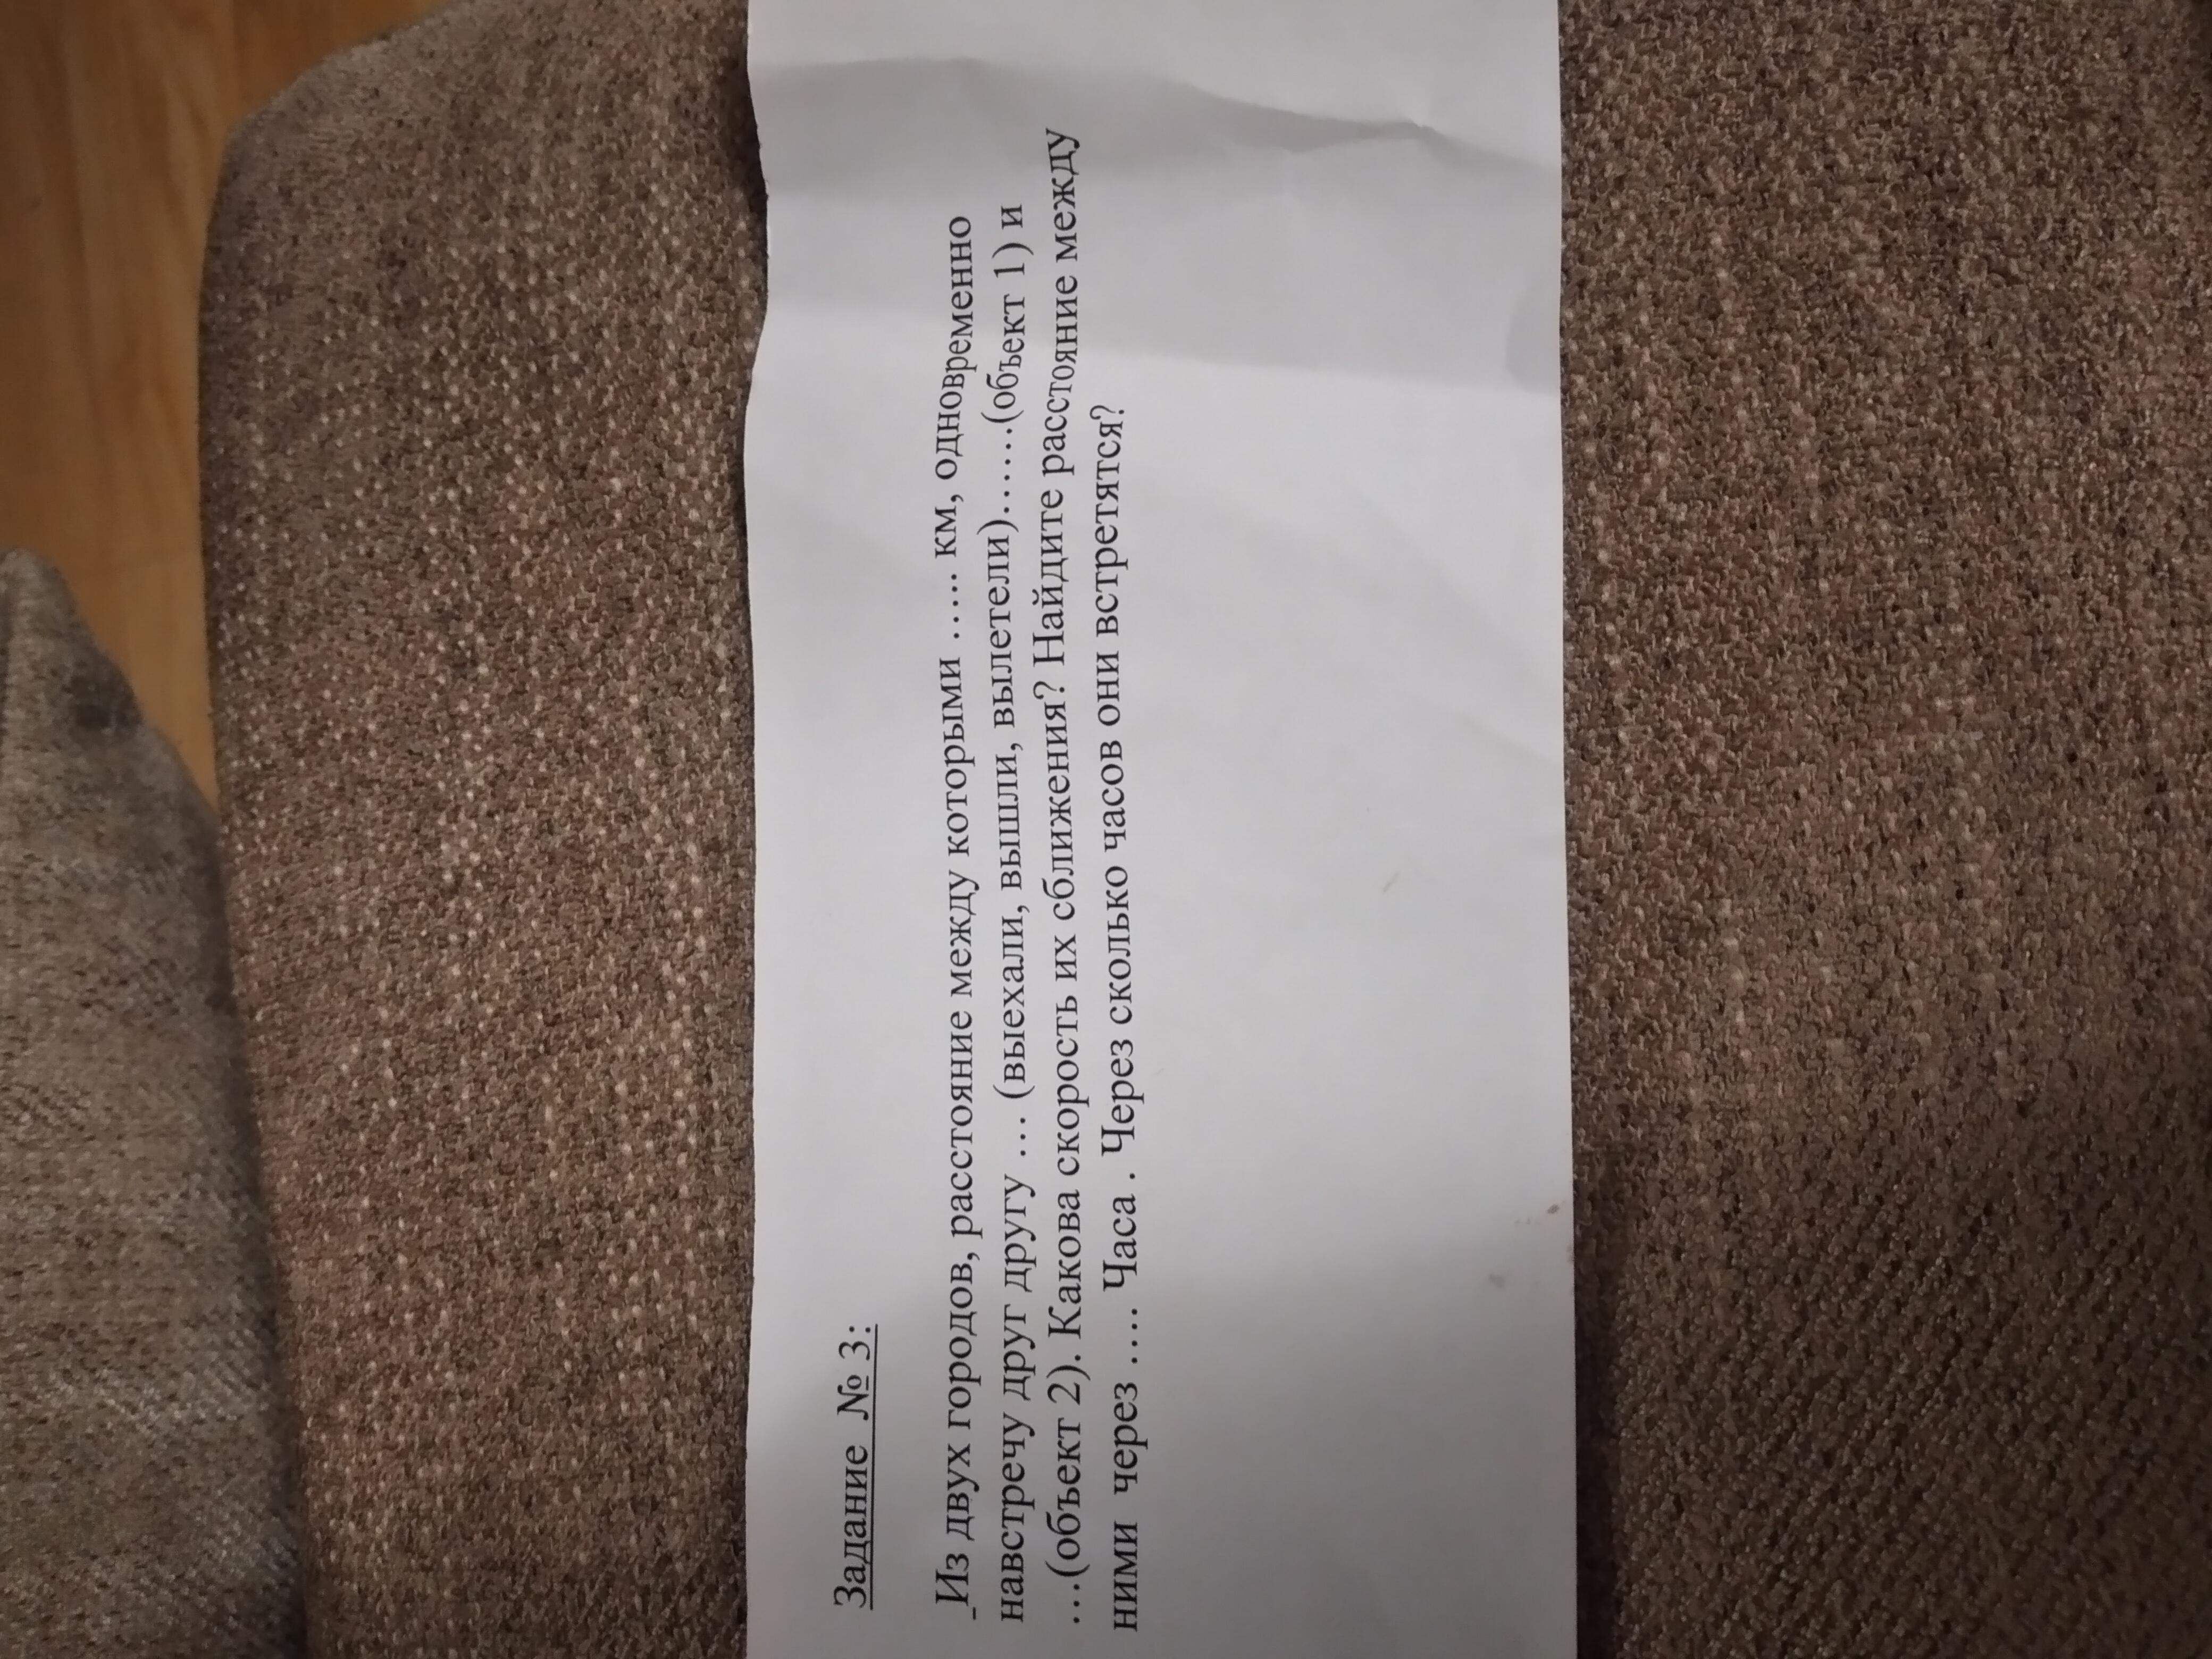 Задание № 3:
Из двух городов, расстояние между которыми ….. км, одновременно
навстречу друг другу … (выехали, вышли, вылетели)……(объект 1) и
…(объект 2). Какова скорость их сближения? Найдите расстояние между
ними через …. Часа . Через сколько часов они встретятся?